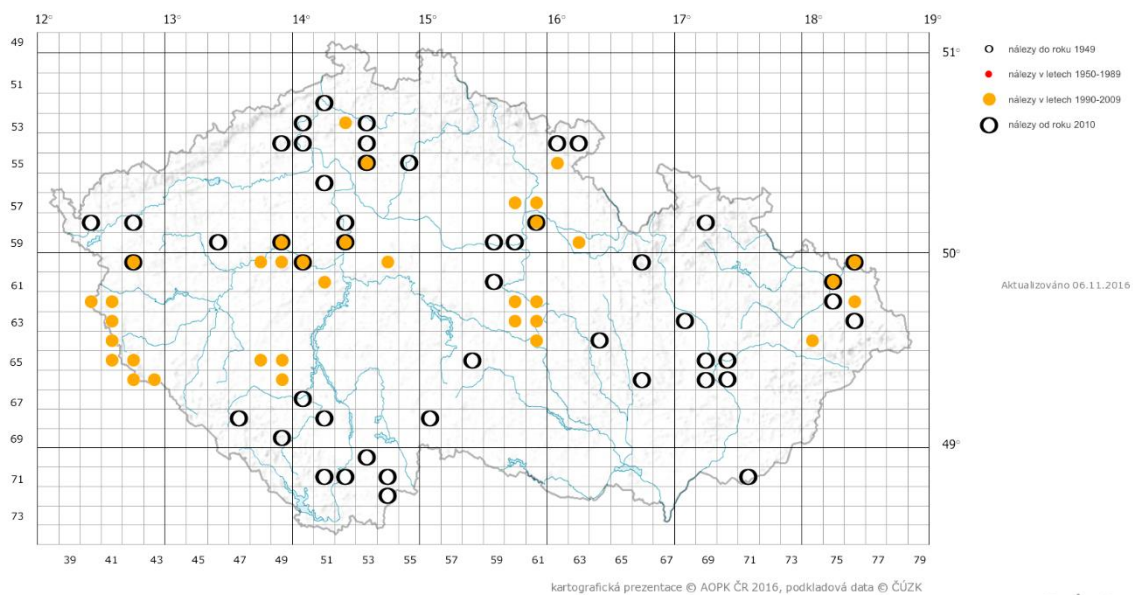 12° 13° 14° 15° 16° 17° 18° 19°
49
51°
51
53
55
57
59
50°
61
63
65
67
69
49°
71
73
39 41 43 45 47 49 51 53 55 57 59 61 63 65 67 69 71 73 77 79
nálezy do roku 1949
nálezy v letech 1950-1989
nálezy v letech 1990-2009
nálezy od roku 2010
Aktualizováno 06.11.2016
kartografická prezentace © AOPK ČR 2016, podkladová data © ČÚZK